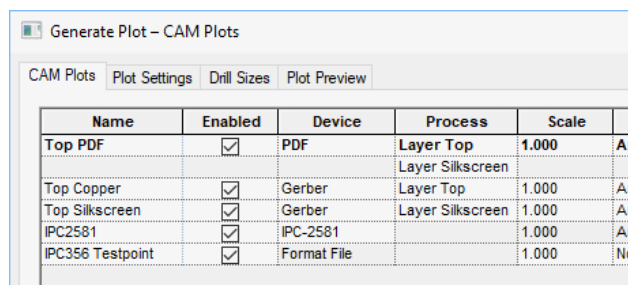 Generate Plot – CAM Plots
CAM Plots Plot Settings Drill Sizes Plot Preview
Name Enabled Device Process Scale
Top PDF PDF Layer Top 1.000
Layer Silkscreen
Top Copper Gerber Layer Top 1.000
Top Silkscreen Gerber Layer Silkscreen 1.000
IPC2581 IPC-2581 1.000
IPC356 Testpoint Format File 1.000